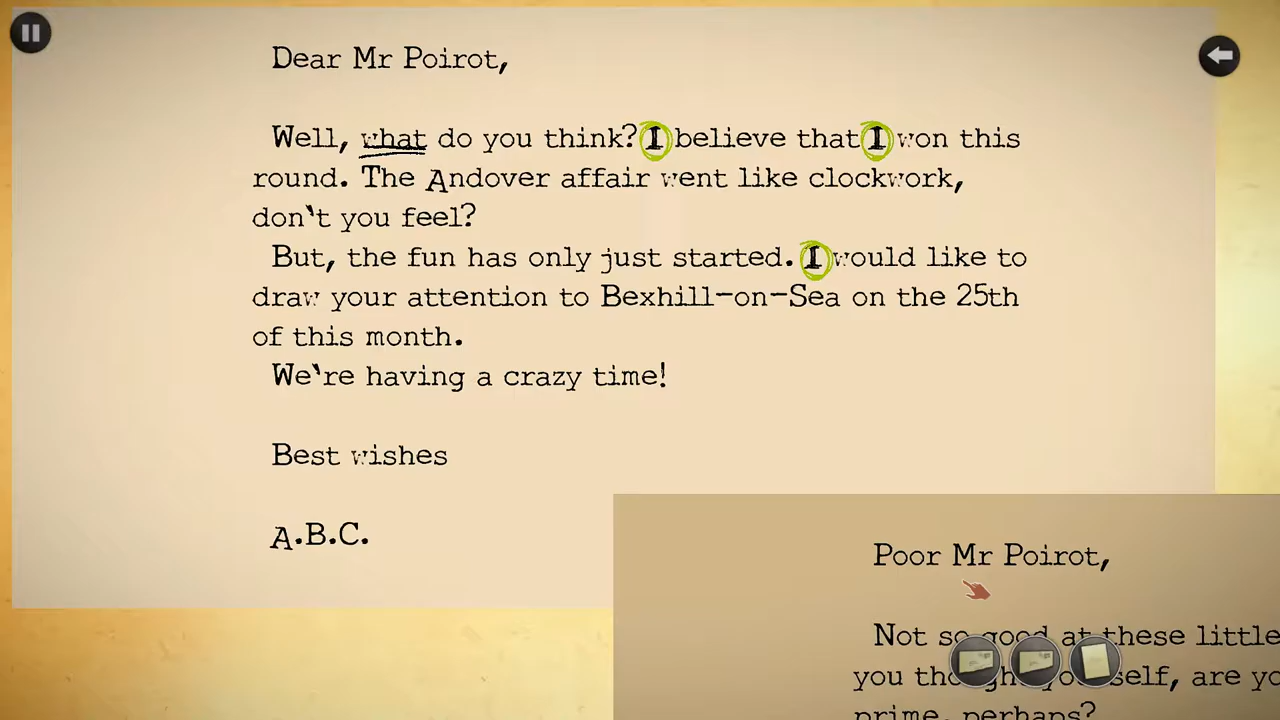 Dear Mr Poirot,
Well, what do you think? I believe that I won this
round. The Andover affair went like clockwork,
don't you feel?
But, the fun has only just started. I would like to
draw your attention to Bexhill-on-Sea on the 25th
of this month.
We're having a crazy time!
Best wishes
A.B.C.
Poor Mr Poirot,
Not so good at these little
you self, are
prime, perhaps?